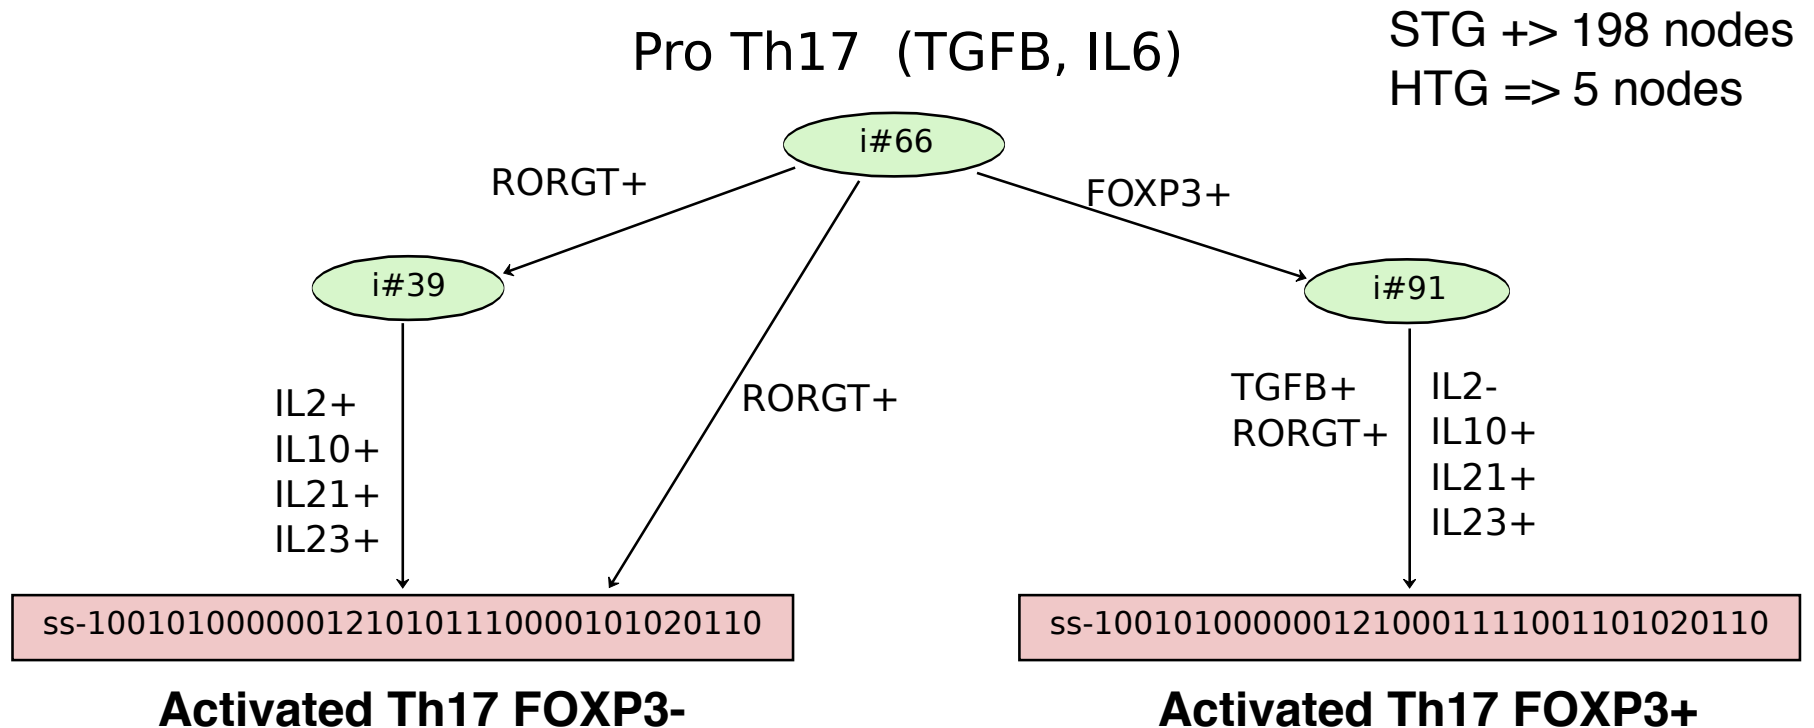 STG +> 198 nodes
Pro Th17 (TGFB, IL6)
HTG => 5 nodes
i#66
RORGT+
FOXP3+
i#39
i#91
IL2+
IL10+
IL21+
IL23+
RORGT+
TGFB+
RORGT+
IL2-
IL10+
IL21+
IL23+
ss-1001010000001210101110000101020110
ss-1001010000001210001111001101020110
Activated Th17 FOXP3-
Activated Th17 FOXP3+